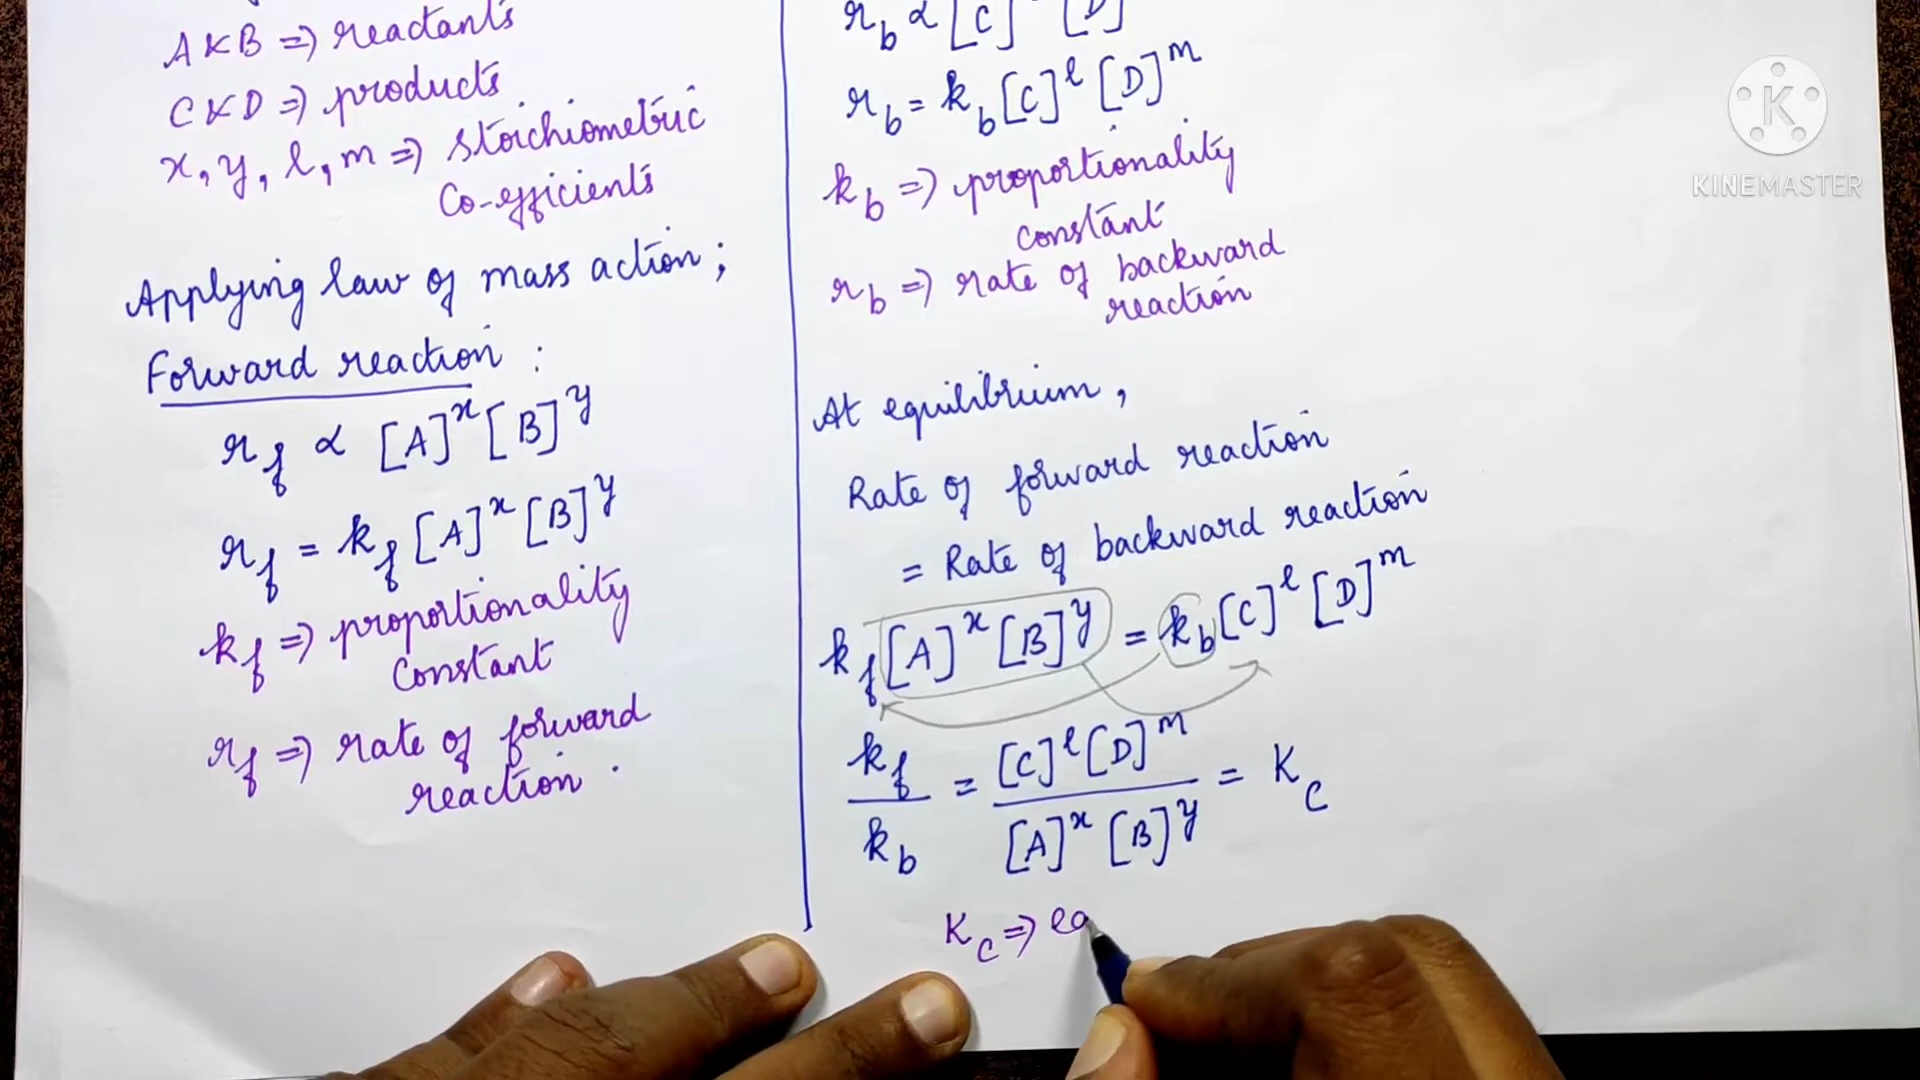 A & B => reactants
C & D => products
x, y, l, m => stoichiometric
Co-efficients
Applying law of mass action ;
Forward reaction :
r_f ∝ [A]^x [B]^y
r_f = k_f [A]^x [B]^y
k_f => proportionality
constant
r_f => rate of forward
reaction .
r_b ∝ [C] [D]
r_b = k_b [C]^l [D]^m
k_b => proportionality
constant
r_b => rate of backward
reaction
At equilibrium ,
Rate of forward reaction
= Rate of backward reaction
k_f [A]^x [B]^y = k_b [C]^l [D]^m
k_f / k_b = [C]^l [D]^m / [A]^x [B]^y = K_C
K_C =>
K
KINEMASTER